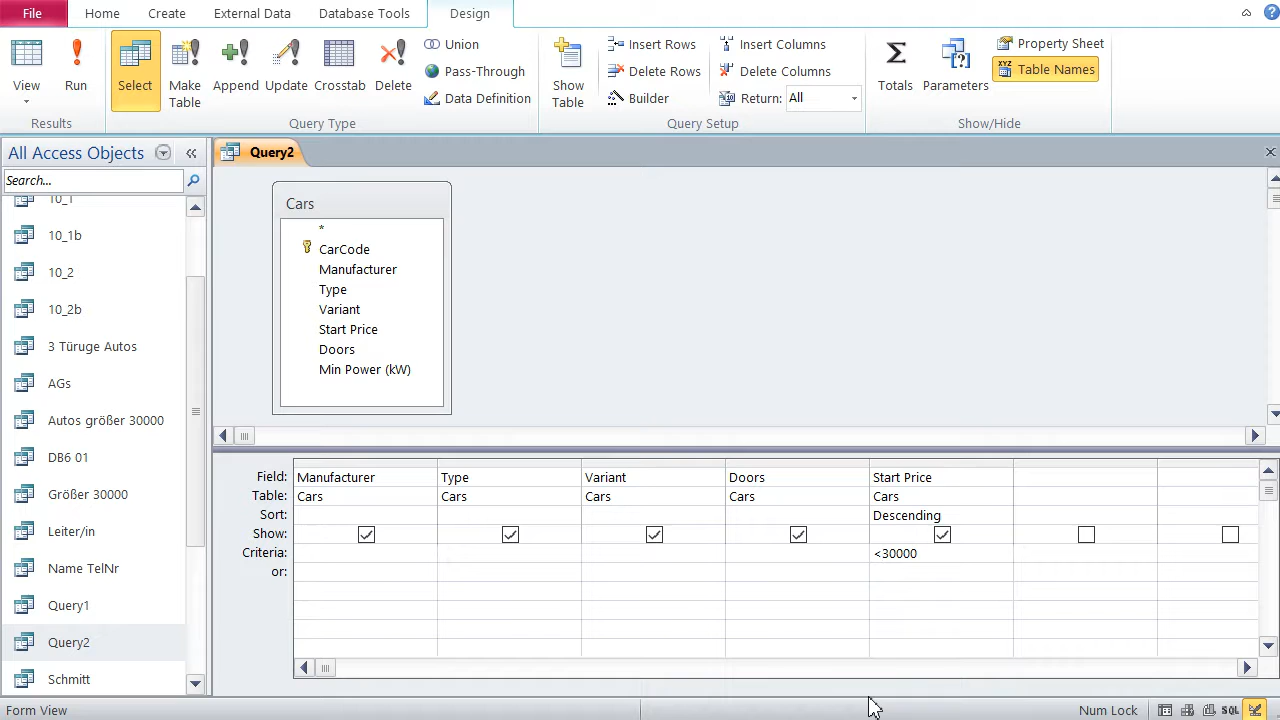 File Home Create External Data Database Tools Design
View Run Select Make Table Append Update Crosstab Delete
Union
Pass-Through
Data Definition
Show Table
Insert Rows
Delete Rows
Builder
Insert Columns
Delete Columns
Return: All
Totals Parameters
Property Sheet
XYZ Table Names
Results Query Type Query Setup Show/Hide
All Access Objects
Search...
10_1
10_1b
10_2
10_2b
3 Türuge Autos
AGs
Autos größer 30000
DB6 01
Größer 30000
Leiter/in
Name TelNr
Query1
Query2
Schmitt
Query2
Cars
*
CarCode
Manufacturer
Type
Variant
Start Price
Doors
Min Power (kW)
Field: Manufacturer Type Variant Doors Start Price
Table: Cars Cars Cars Cars Cars
Sort: Descending
Show:
Criteria: <30000
or:
Form View Num Lock SQL